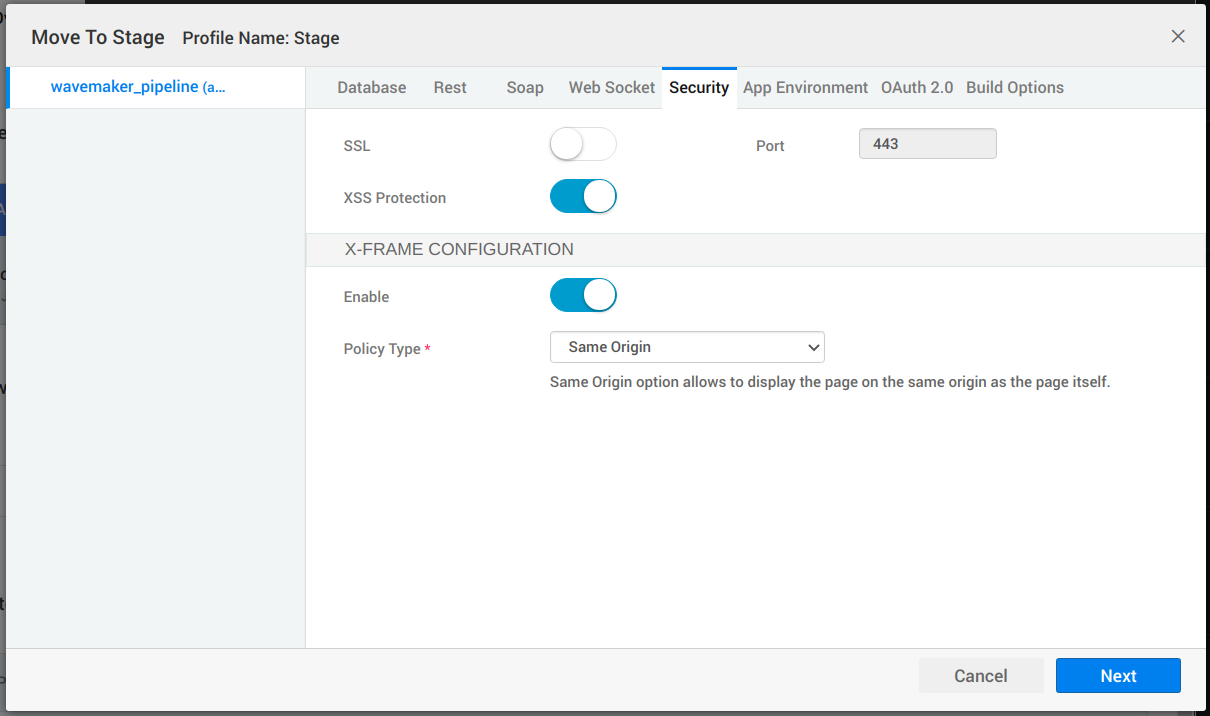 Move To Stage Profile Name: Stage
wavemaker_pipeline (a...
Database Rest Soap Web Socket Security App Environment OAuth 2.0 Build Options
SSL Port 443
XSS Protection
X-FRAME CONFIGURATION
Enable
Policy Type * Same Origin
Same Origin option allows to display the page on the same origin as the page itself.
Cancel Next